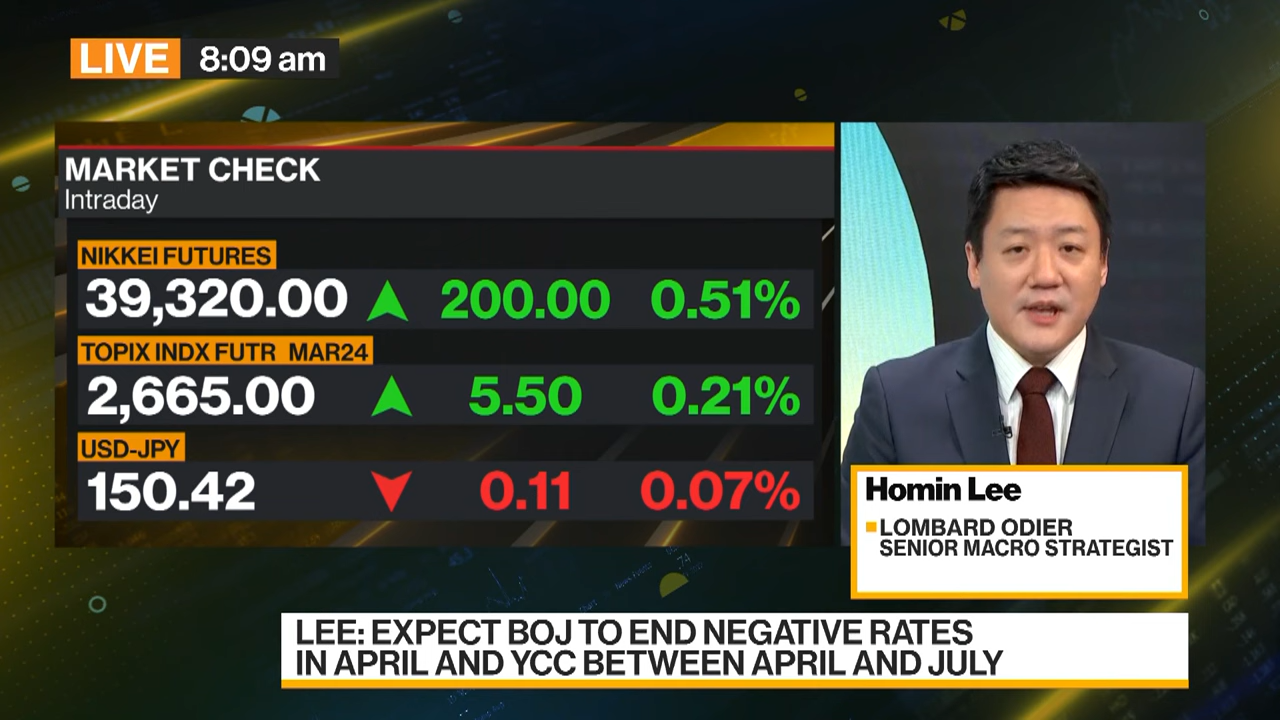 LIVE 8:09 am
MARKET CHECK
Intraday
NIKKEI FUTURES
39,320.00 ▲ 200.00 0.51%
TOPIX INDX FUTR MAR24
2,665.00 ▲ 5.50 0.21%
USD-JPY
150.42 ▼ 0.11 0.07%
Homin Lee
LOMBARD ODIER
SENIOR MACRO STRATEGIST
LEE: EXPECT BOJ TO END NEGATIVE RATES
IN APRIL AND YCC BETWEEN APRIL AND JULY